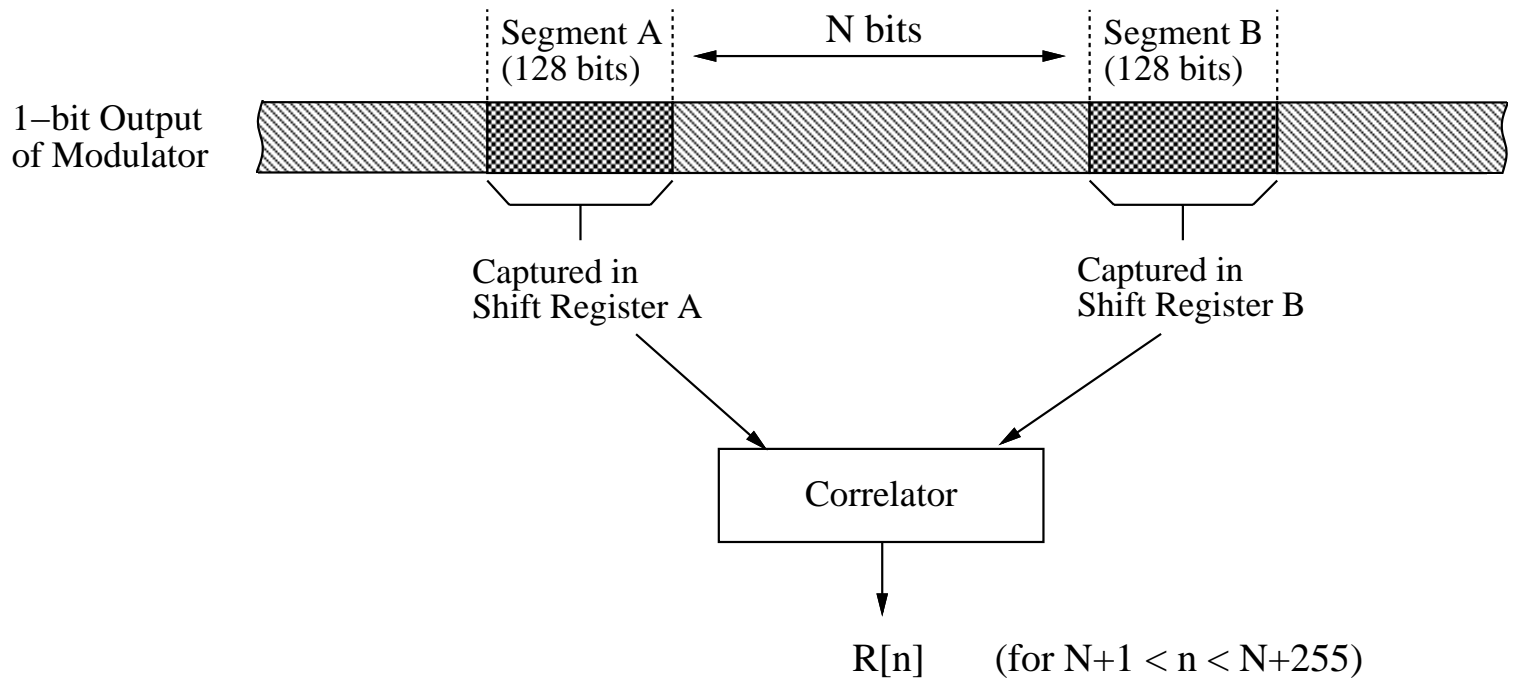 Segment A
(128 bits)
N bits
Segment B
(128 bits)
1−bit Output
of Modulator
Captured in
Shift Register A
Captured in
Shift Register B
Correlator
R[n] (for N+1 < n < N+255)